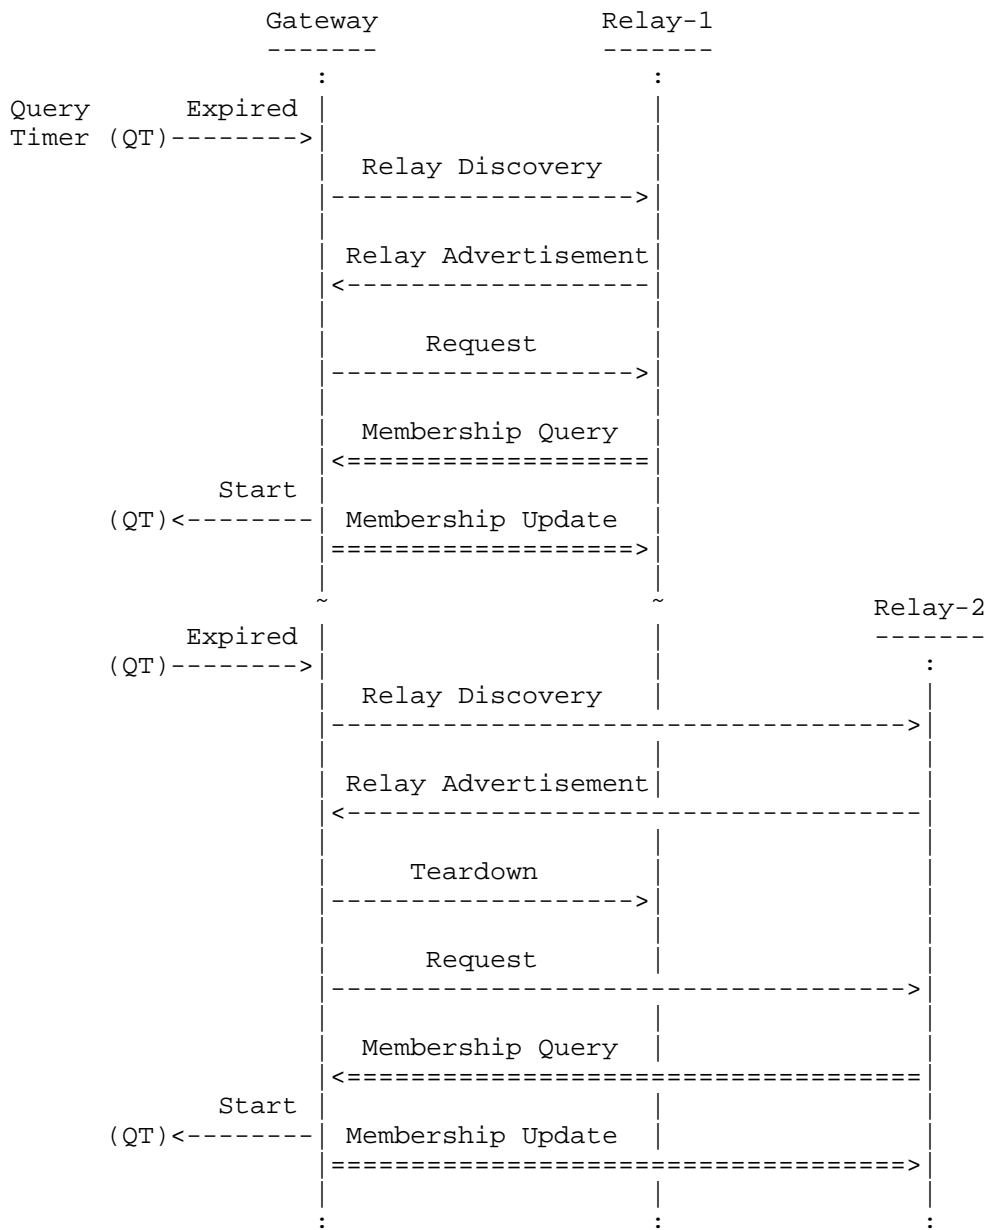 Gateway Relay-1
------- -------
: :
Query Expired |
Timer (QT)-------->|
Relay Discovery
|------------------->|
Relay Advertisement|
|<-------------------|
Request
|------------------->|
Membership Query
|<===================|
Start |
(QT)<--------| Membership Update |
|===================>|
~ ~ Relay-2
Expired | | -------
(QT)-------->| | :
Relay Discovery |
|------------------------------------>|
Relay Advertisement|
|<------------------------------------|
Teardown
|------------------->|
Request |
|------------------------------------>|
Membership Query |
|<====================================|
Start |
(QT)<--------| Membership Update |
|====================================>|
: : :